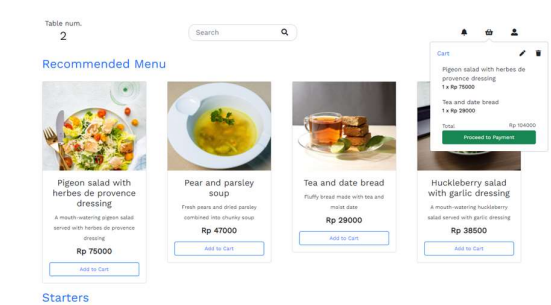 Table num.
2
Search
Cart
Pigeon salad with herbes de
provence dressing
1 x Rp 75000
Tea and date bread
1 x Rp 29000
Total Rp 104000
Proceed to Payment
Recommended Menu
Pigeon salad with
herbes de provence
dressing
A mouth-watering pigeon salad
served with herbes de provence
dressing
Rp 75000
Add to Cart
Pear and parsley
soup
Fresh pears and dried parsley
combined into chunky soup
Rp 47000
Add to Cart
Tea and date bread
Fluffy bread made with tea and
moist date
Rp 29000
Add to Cart
Huckleberry salad
with garlic dressing
A mouth-watering huckleberry
salad served with garlic dressing
Rp 38500
Add to Cart
Starters